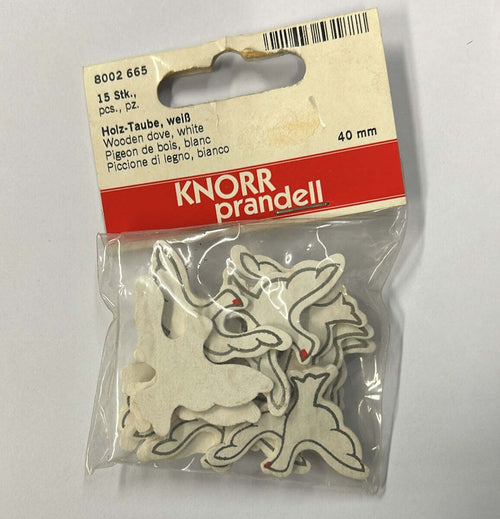 8002 665
15 Stk.,
pcs., pz.
Holz-Taube, weiß
Wooden dove, white
Pigeon de bois, blanc
Piccione di legno, bianco
40 mm
KNORR
prandell